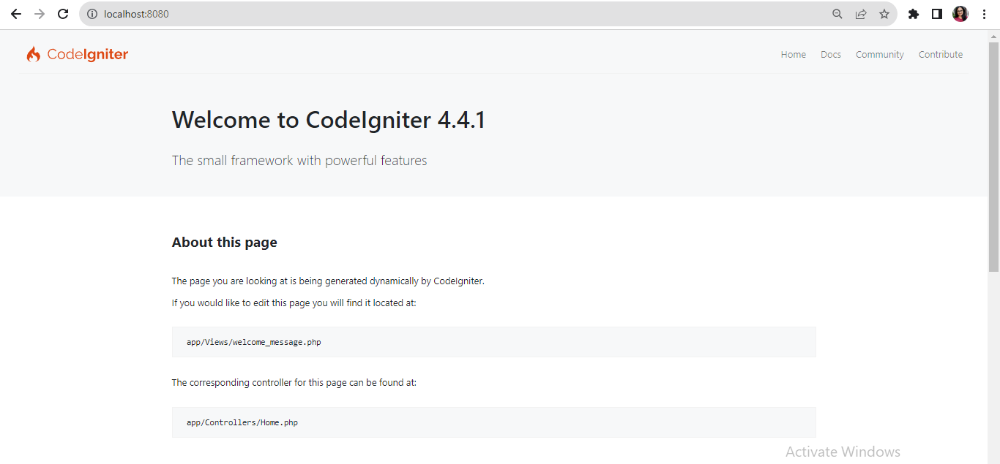 localhost:8080
CodeIgniter
Home Docs Community Contribute
Welcome to CodeIgniter 4.4.1
The small framework with powerful features
About this page
The page you are looking at is being generated dynamically by CodeIgniter.
If you would like to edit this page you will find it located at:
app/Views/welcome_message.php
The corresponding controller for this page can be found at:
app/Controllers/Home.php
Activate Windows